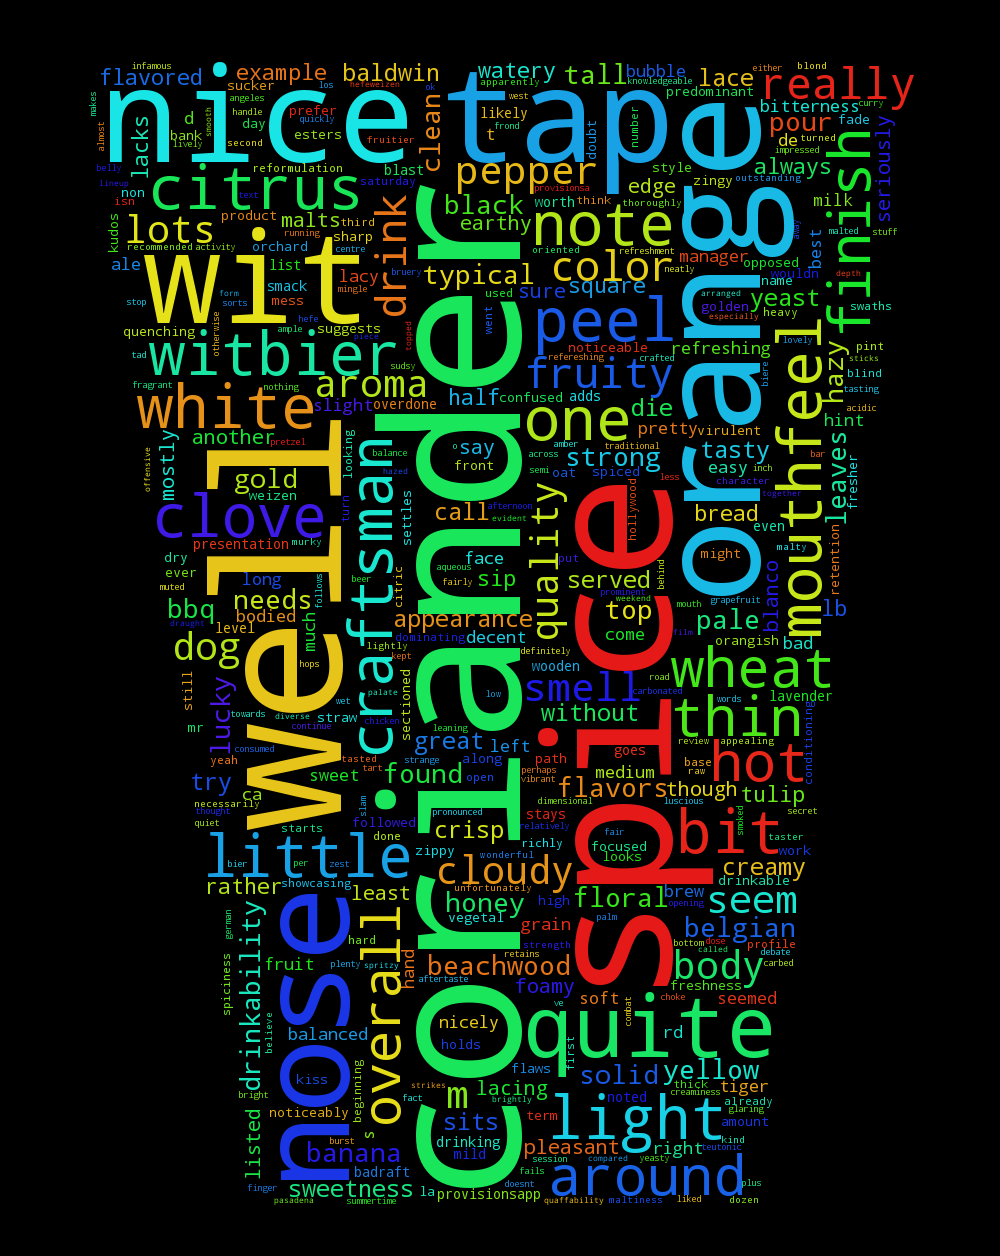 infamous
flavored
example
baldwin
watery
tall
bubble
lace
really
either
blond
makes
nice
sucker
angeles
los
hefeweizen
ok
apparently
knowledgeable
predominant
tape
orange
bitterness
curry
almost
lacks
d
handle
prefer
quickly
clean
west
likely
frond
t
doubt
number
pour
fade
bank
day
smooth
lively
second
esters
fruitier
de
turned
impressed
finish
seriously
belly
lineup
isn
non
citrus
reformulation
blast
saturday
text
pepper
provisionsa
style
edge
zingy
outstanding
always
milk
worth
think
thoroughly
kudos
lots
product
malts
third
drink
black
earthy
note
refreshment
manager
opposed
best
stuff
recommended
activity
running
sharp
orchard
centre
bruery
oriented
color
neatly
wouldn
away
ale
wit
list
lacy
typical
square
name
depth
yeast
swaths
smack
mingle
mess
form
sorts
hefe
ample
piece
used
sure
arranged
golden
heavy
especially
stop
quenching
otherwise
suggests
topped
went
peel
pint
tad
witbier
sudsy
noticeable
refreshing
lovely
sticks
refereshing
crafted
blind
hazy
fragrant
nothing
aroma
fruity
biere
tasting
white
slight
overdone
half
confused
adds
die
acidic
another
pretzel
balance
coriander
one
pretty
virulent
hint
offensive
mostly
looking
o
say
front
across
amber
traditional
strong
tasty
bar
gold
weizen
hazed
semi
oat
spiced
less
easy
inch
character
together
leaves
fresher
mouthfeel
clove
turn
craftsman
settles
call
afternoon
evident
quality
hollywood
bread
even
presentation
murky
might
malty
retention
dry
ever
muted
well
long
follows
beer
citric
face
aqueous
fairly
sip
put
behind
served
prominent
weekend
grapefruit
blanco
lb
bbq
needs
bodied
draught
level
much
appearance
top
mouth
pale
dog
hops
lightly
dominating
decent
definitely
come
film
orangish
bad
still
kept
wooden
wheat
lucky
wet
palate
sectioned
low
smell
carbonated
road
words
lavender
towards
diverse
straw
continue
chicken
leaning
without
thin
mr
yeah
consumed
great
left
review
appealing
conditioning
tasted
tart
strange
along
path
goes
spice
hot
try
ca
sweet
found
open
perhaps
vibrant
medium
base
raw
flavors
though
tulip
necessarily
thought
slam
pronounced
dimensional
luscious
secret
quiet
starts
followed
crisp
stays
relatively
fair
bit
smoked
taster
done
zippy
richly
focused
looks
work
little
bier
per
zest
wonderful
creamy
rather
showcasing
cloudy
unfortunately
drinkable
least
honey
high
floral
brew
opening
seem
german
nose
overall
vegetal
grain
palm
belgian
hard
strength
bottom
dose
called
profile
debate
spiciness
drinkability
fruit
plenty
spritzy
hand
retains
beachwood
aftertaste
foamy
body
carbed
freshness
believe
balanced
nicely
holds
ve
soft
combat
choke
seemed
quite
first
rd
bright
kiss
strikes
flaws
solid
yellow
noticeably
beginning
fact
m
lacing
brightly
thick
creaminess
tiger
already
term
noted
light
glaring
amount
listed
s
sits
burst
drinking
pleasant
right
kind
teutonic
banana
mild
badraft
session
fails
compared
yeasty
finger
sweetness
la
doesnt
around
plus
pasadena
summertime
provisionsapp
quaffability
maltiness
liked
dozen